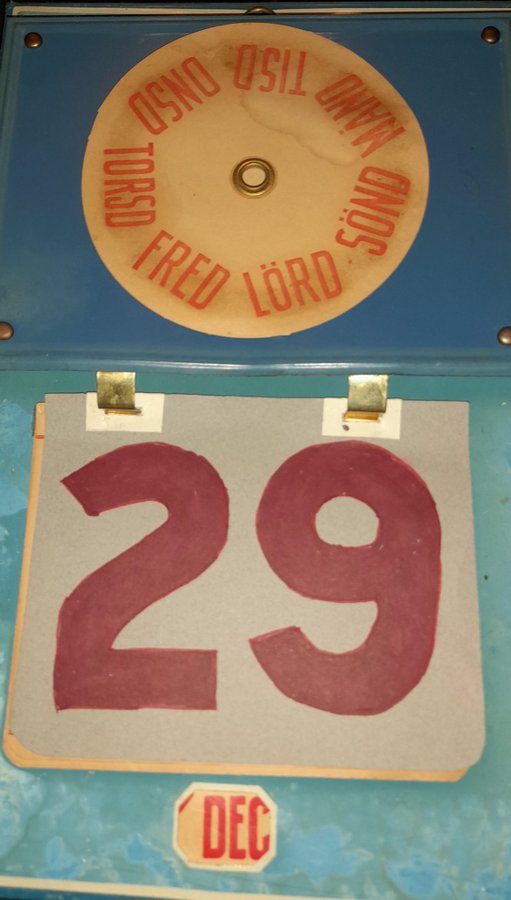 MÅND
TISD
ONSD
TORSD
FRED
LÖRD
SÖND
29
DEC